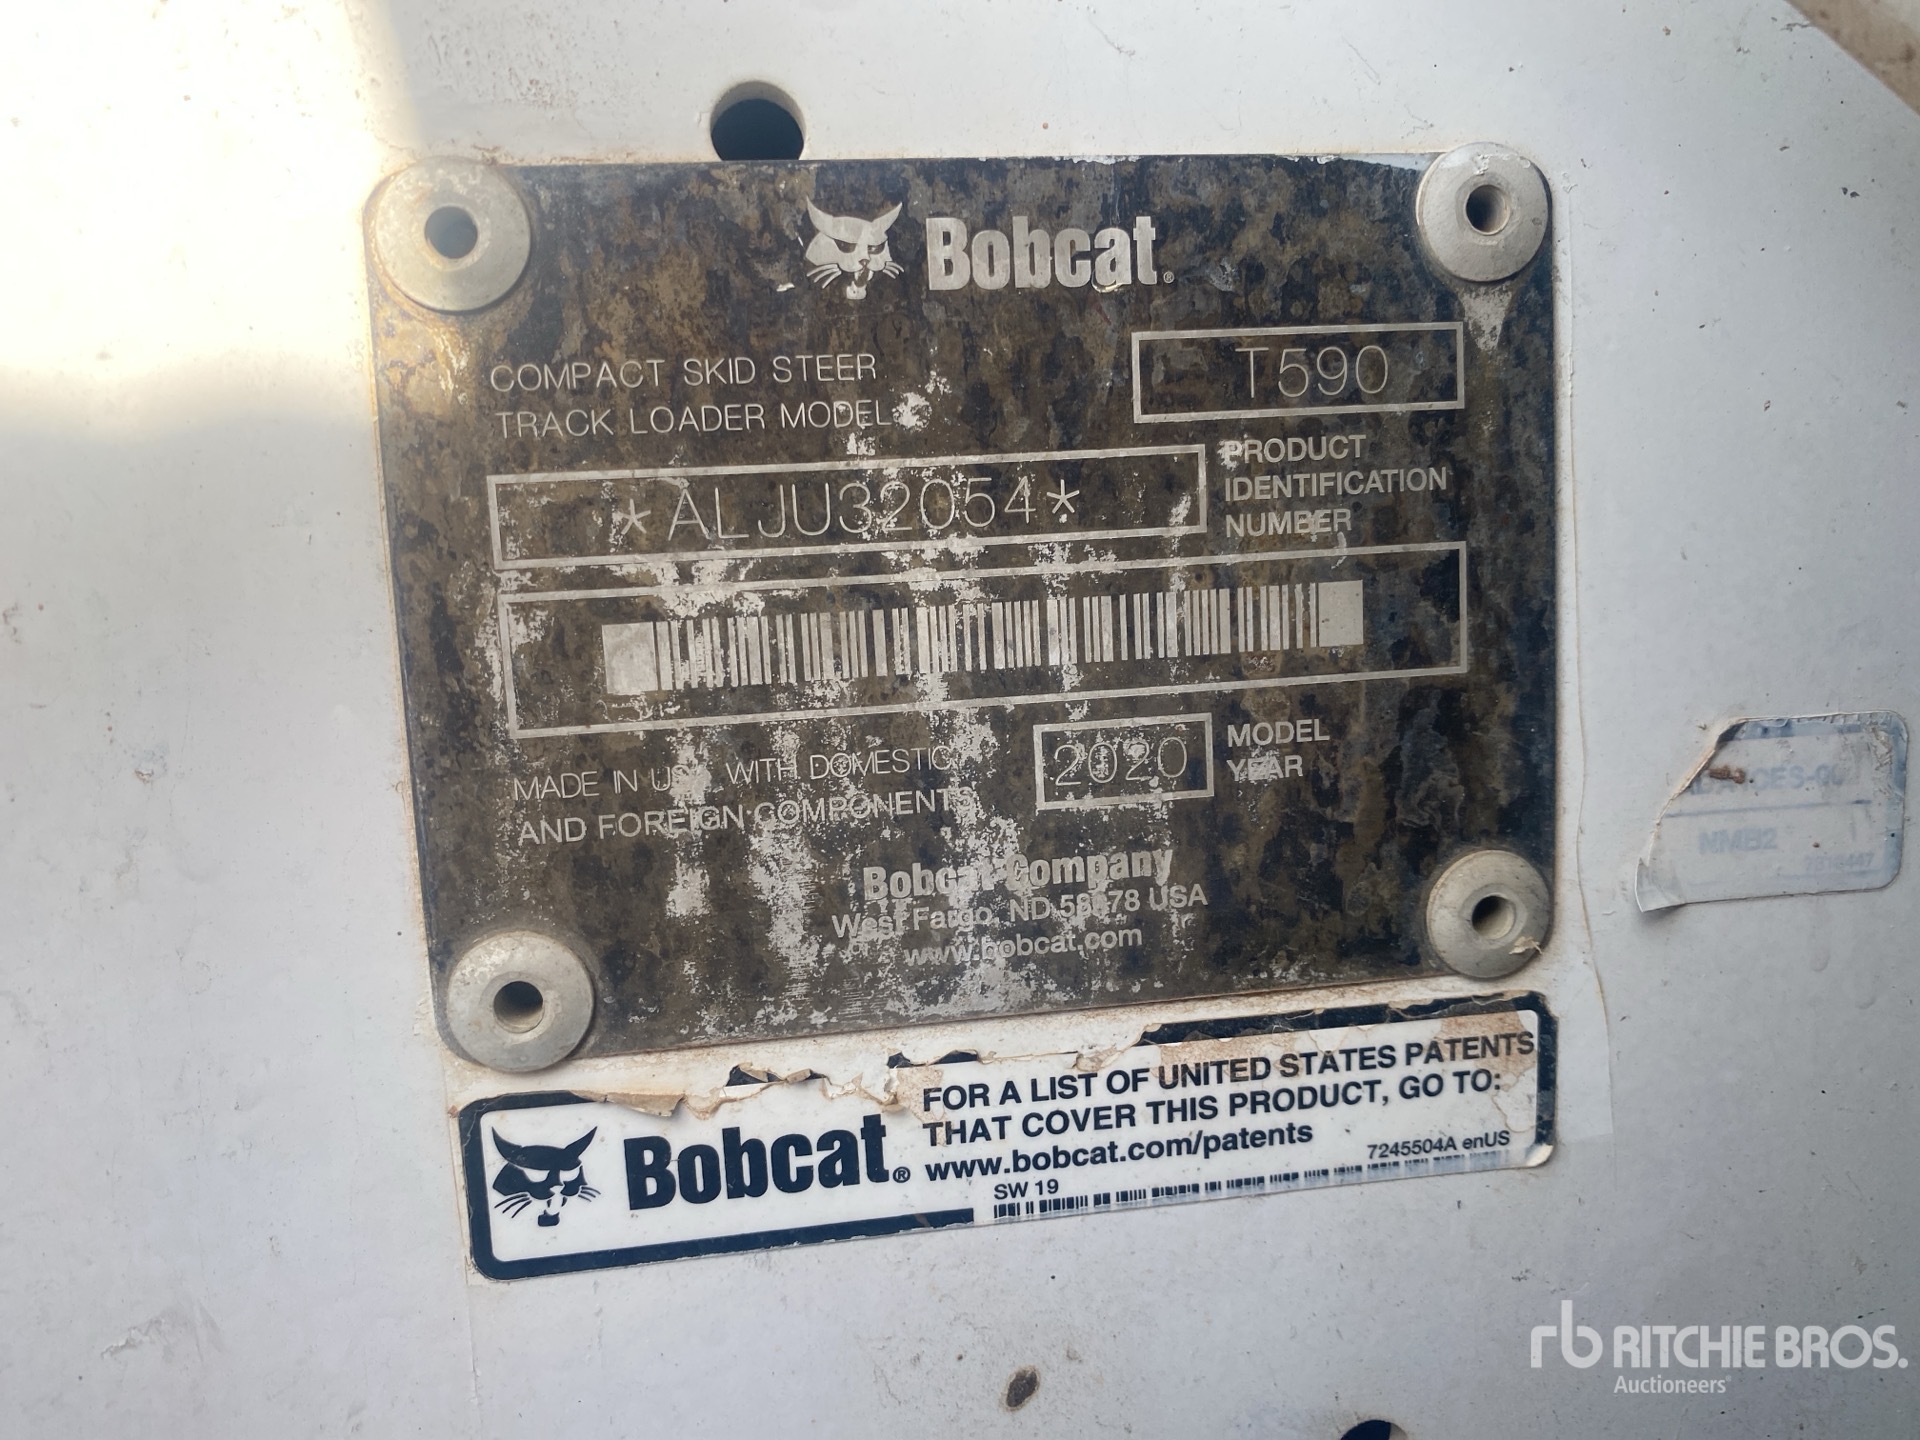 Bobcat®
COMPACT SKID STEER
TRACK LOADER MODEL
T590
*ALJU32054*
PRODUCT
IDENTIFICATION
NUMBER
MADE IN USA WITH DOMESTIC
AND FOREIGN COMPONENTS
2020
MODEL
YEAR
Bobcat Company
West Fargo, ND 58078 USA
www.bobcat.com
NMB2
Bobcat®
FOR A LIST OF UNITED STATES PATENTS
THAT COVER THIS PRODUCT, GO TO:
www.bobcat.com/patents
7245504A enUS
SW 19
rb RITCHIE BROS.
Auctioneers